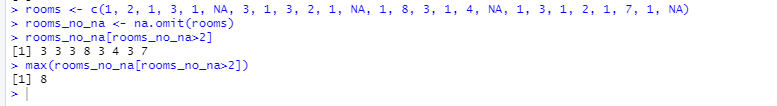 > rooms <- c(1, 2, 1, 3, 1, NA, 3, 1, 3, 2, 1, NA, 1, 8, 3, 1, 4, NA, 1, 3, 1, 2, 1, 7, 1, NA)
> rooms_no_na <- na.omit(rooms)
> rooms_no_na[rooms_no_na>2]
[1] 3 3 3 8 3 4 3 7
> max(rooms_no_na[rooms_no_na>2])
[1] 8
>